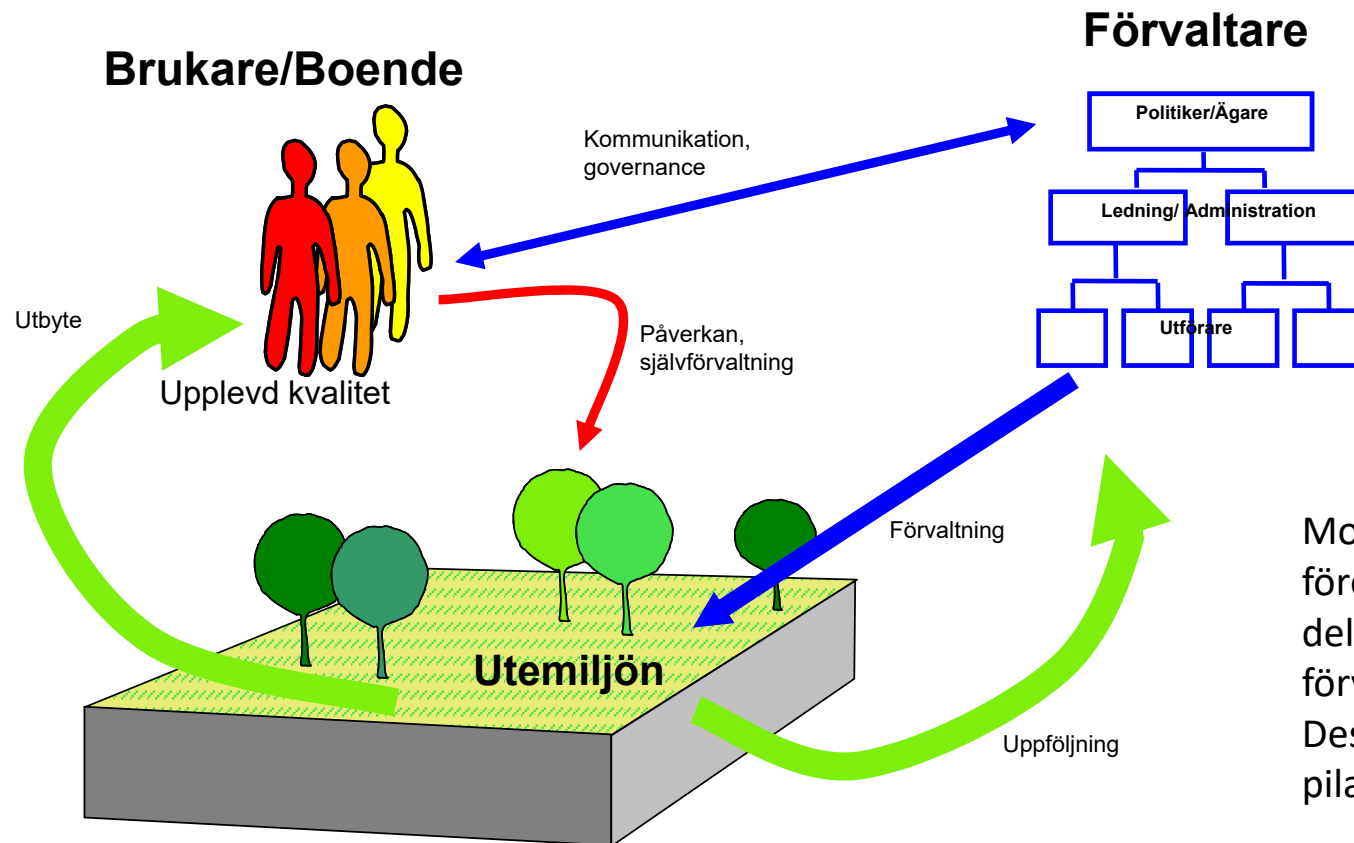 Förvaltare
Brukare/Boende
Politiker/Ägare
Kommunikation,
governance
Ledning/ Administration
Utbyte
Utförare
Påverkan,
självförvaltning
Upplevd kvalitet
Förvaltning
Utemiljön
Uppföljning